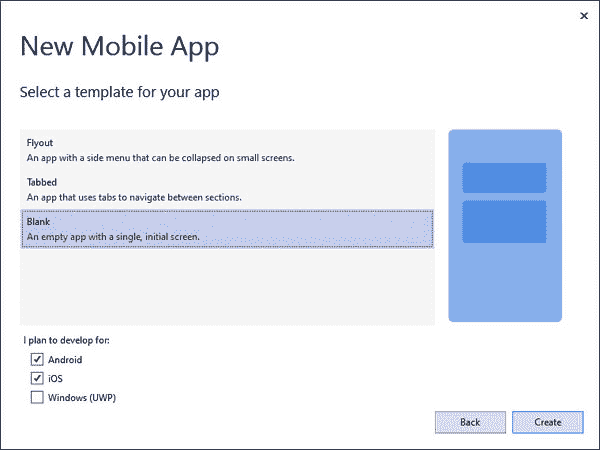 New Mobile App
Select a template for your app
Flyout
An app with a side menu that can be collapsed on small screens.
Tabbed
An app that uses tabs to navigate between sections.
Blank
An empty app with a single, initial screen.
I plan to develop for:
Android
iOS
Windows (UWP)
Back
Create